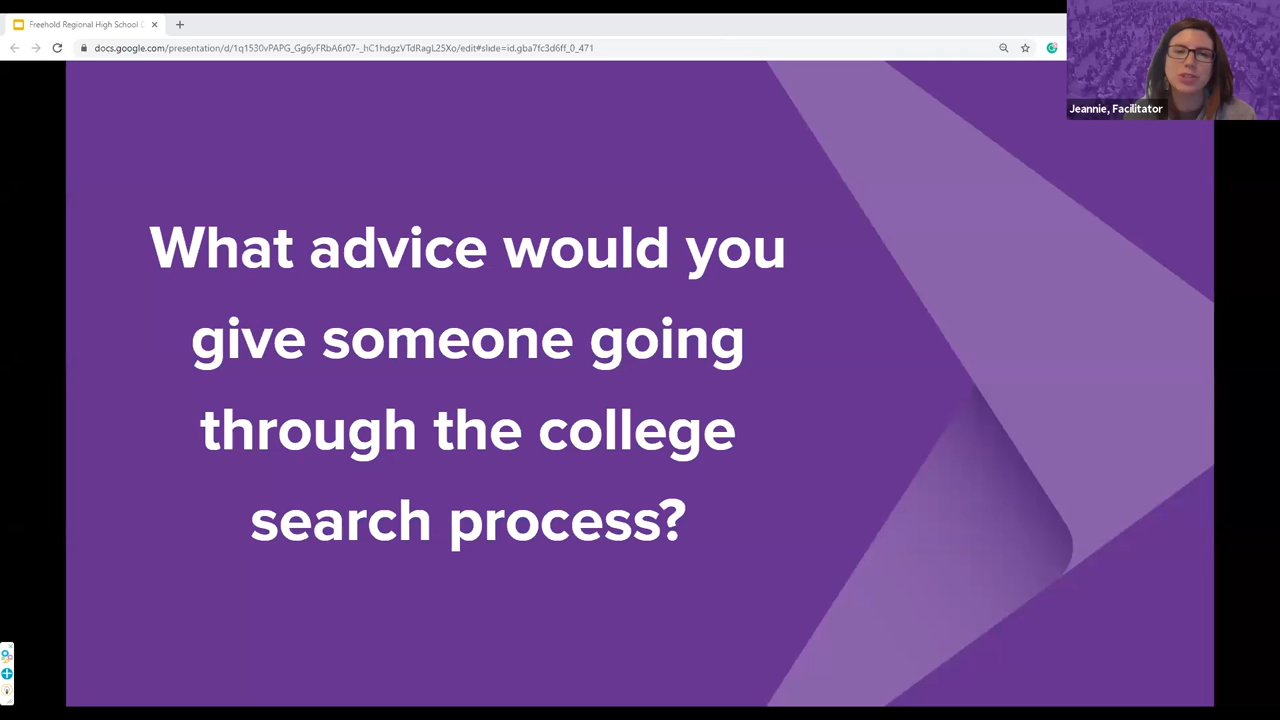 Freehold Regional High School D
docs.google.com/presentation/d/1q1530vPAPG_Gg6yFRbA6r07-_hC1hdgzVTdRagL25Xo/edit#slide=id.gba7fc3d6ff_0_471
Jeannie, Facilitator
What advice would you
give someone going
through the college
search process?